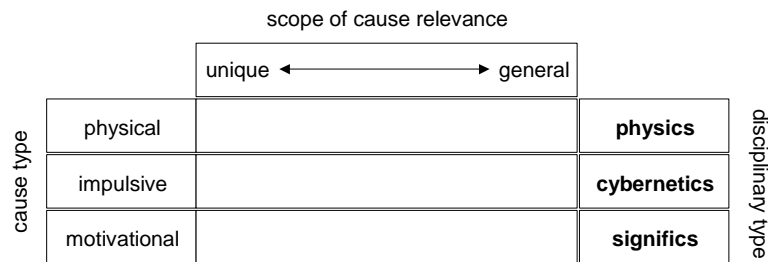 scope of cause relevance
unique general
cause type
physical physics
impulsive cybernetics
motivational significs
disciplinary type